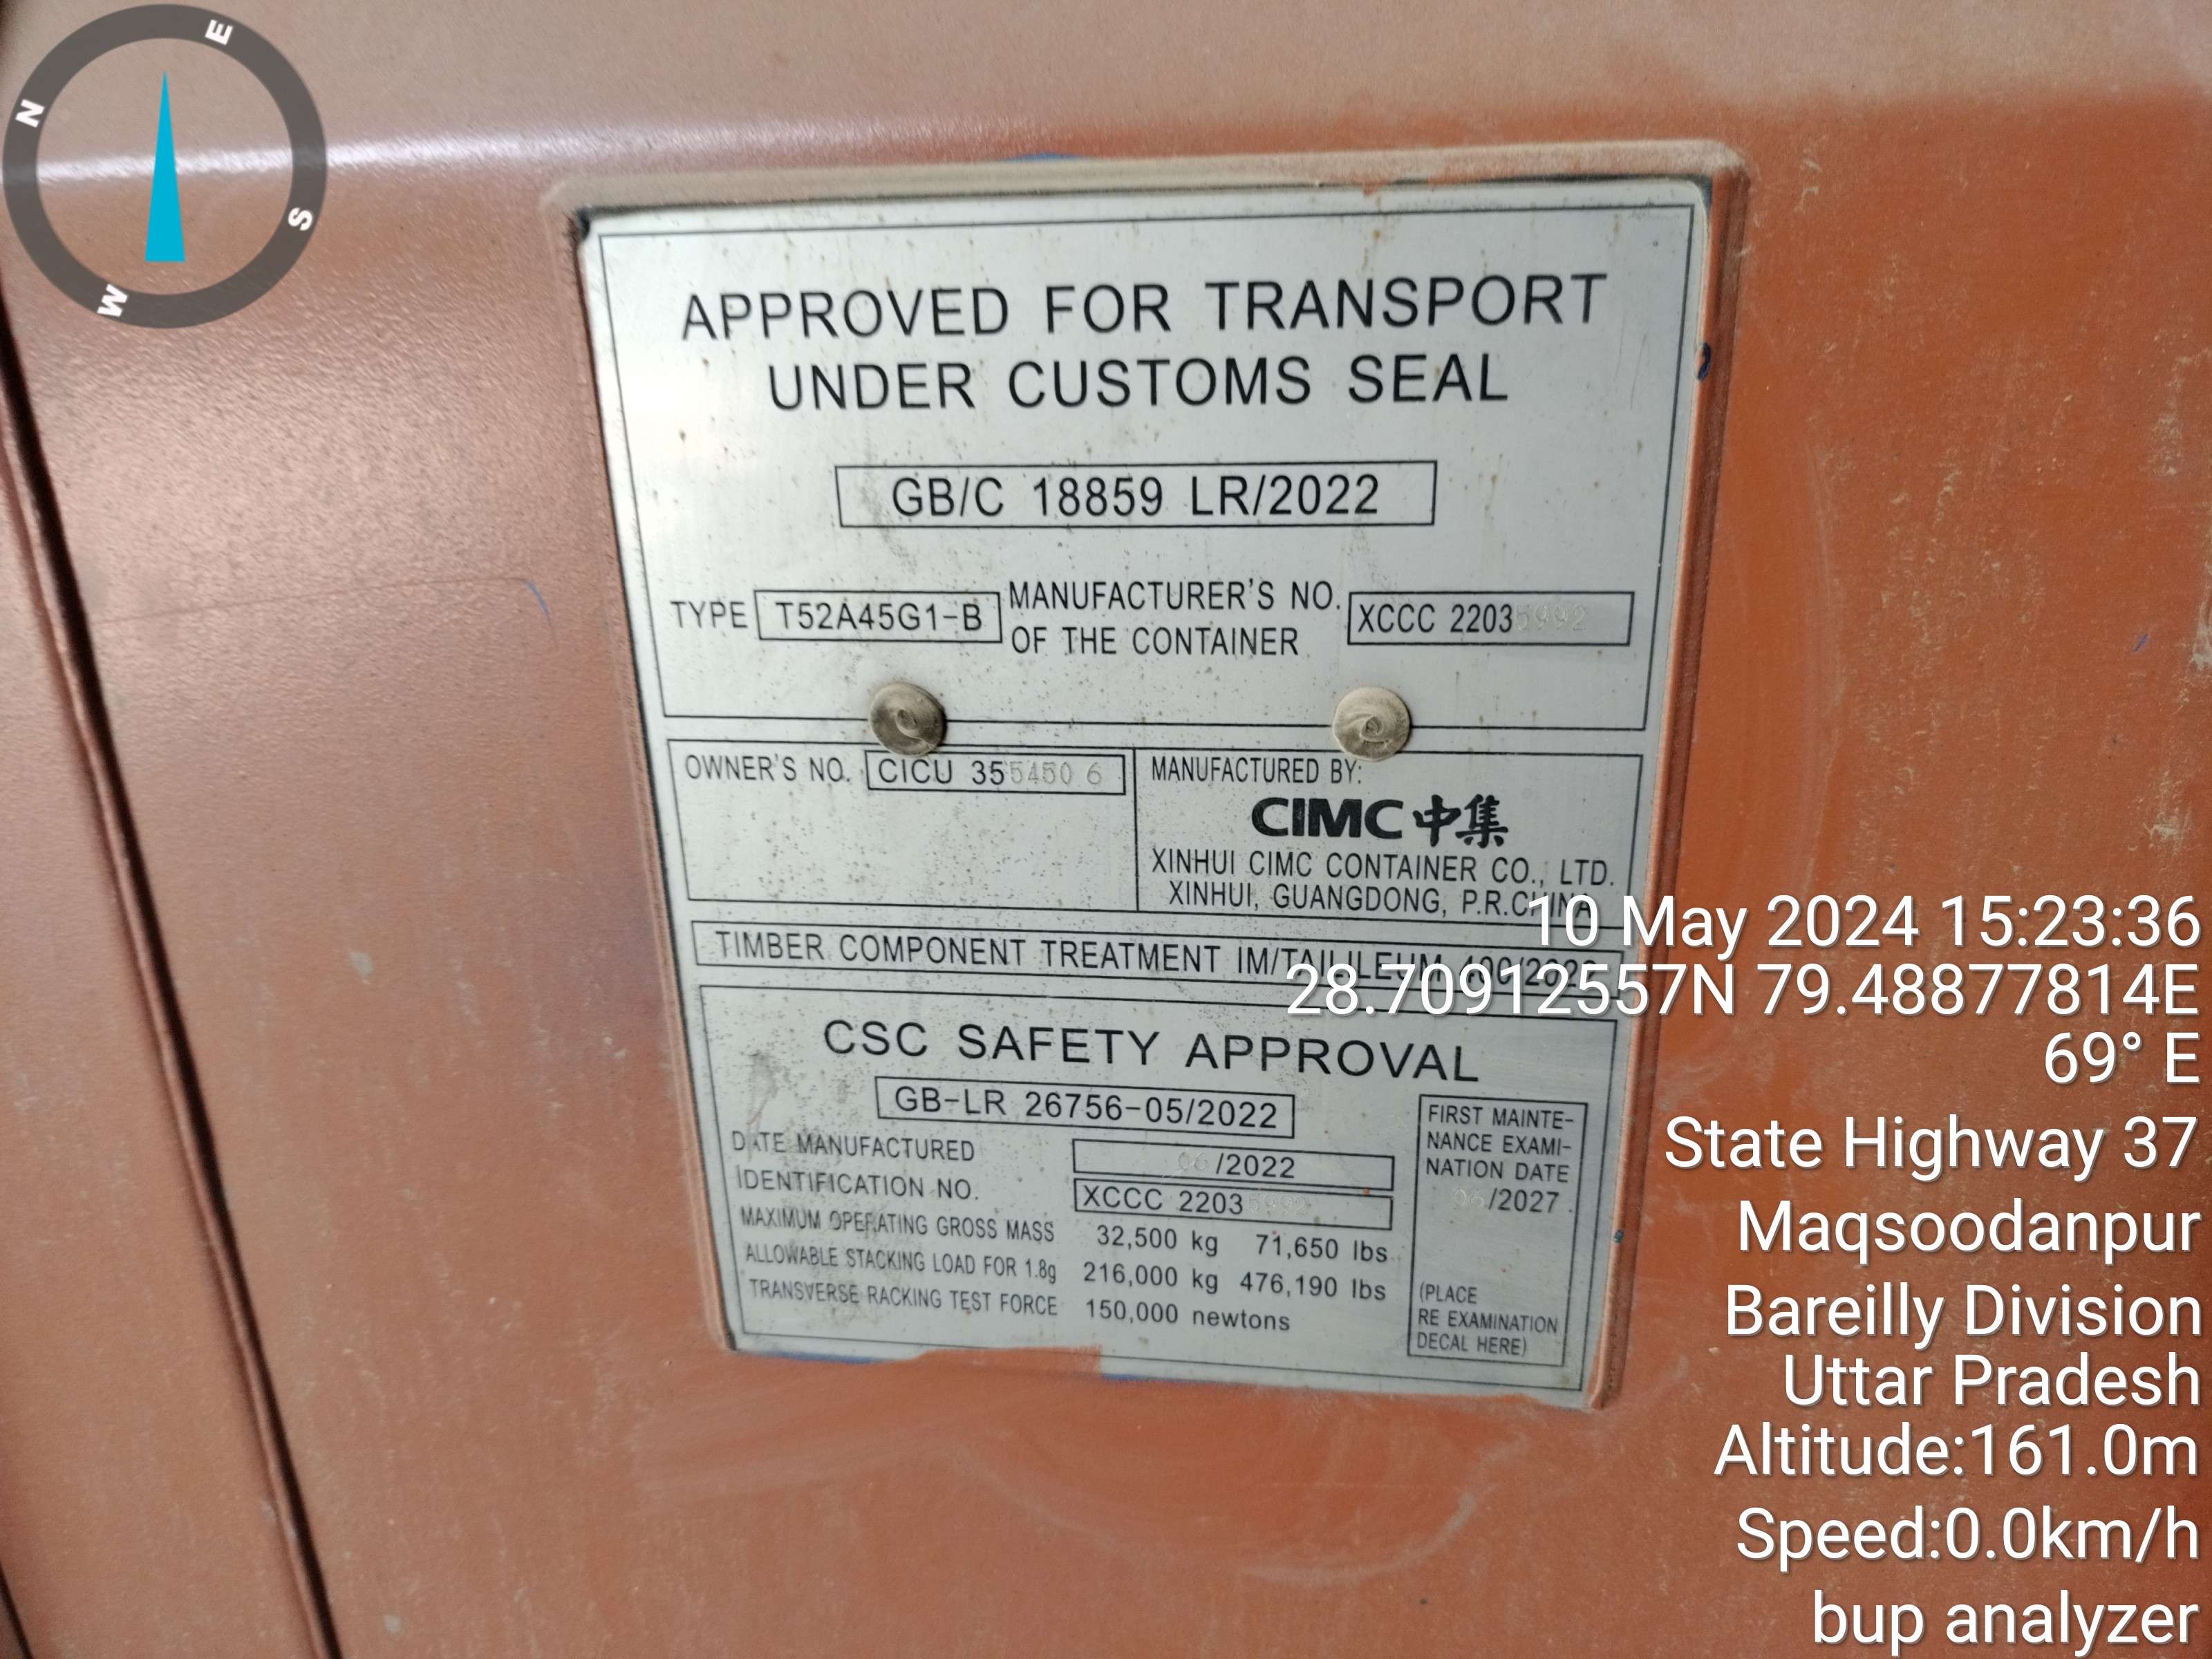 N
E
S
W
APPROVED FOR TRANSPORT
UNDER CUSTOMS SEAL
GB/C 18859 LR/2022
TYPE T52A45G1-B MANUFACTURER'S NO.
OF THE CONTAINER XCCC 22035992
OWNER'S NO. CICU 355450 6
MANUFACTURED BY:
CIMC 中集
XINHUI CIMC CONTAINER CO., LTD.
XINHUI, GUANGDONG, P.R.CHINA
TIMBER COMPONENT TREATMENT
CSC SAFETY APPROVAL
GB-LR 26756-05/2022
DATE MANUFACTURED 06/2022
IDENTIFICATION NO. XCCC 22035992
MAXIMUM OPERATING GROSS MASS 32,500 kg 71,650 lbs
ALLOWABLE STACKING LOAD FOR 1.8g 216,000 kg 476,190 lbs
TRANSVERSE RACKING TEST FORCE 150,000 newtons
FIRST MAINTE-
NANCE EXAMI-
NATION DATE
/2027
(PLACE
RE EXAMINATION
DECAL HERE)
10 May 2024 15:23:36
28.70912557N 79.48877814E
69° E
State Highway 37
Maqsoodanpur
Bareilly Division
Uttar Pradesh
Altitude:161.0m
Speed:0.0km/h
bup analyzer